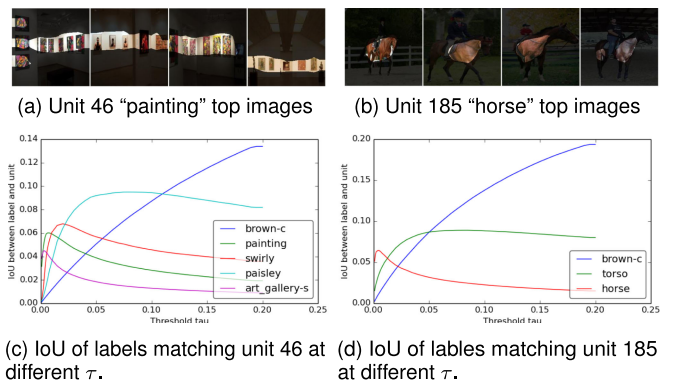 (a) Unit 46 “painting” top images
(b) Unit 185 “horse” top images
IoU between label and unit
0.14
0.12
0.10
0.08
0.06
0.04
0.02
0.00
0.00 0.05 0.10 0.15 0.20 0.25
Threshold tau
brown-c
painting
swirly
paisley
art_gallery-s
IoU between label and unit
0.20
0.15
0.10
0.05
0.00
0.00 0.05 0.10 0.15 0.20 0.25
Threshold tau
brown-c
torso
horse
(c) IoU of labels matching unit 46 at
different τ.
(d) IoU of lables matching unit 185
at different τ.